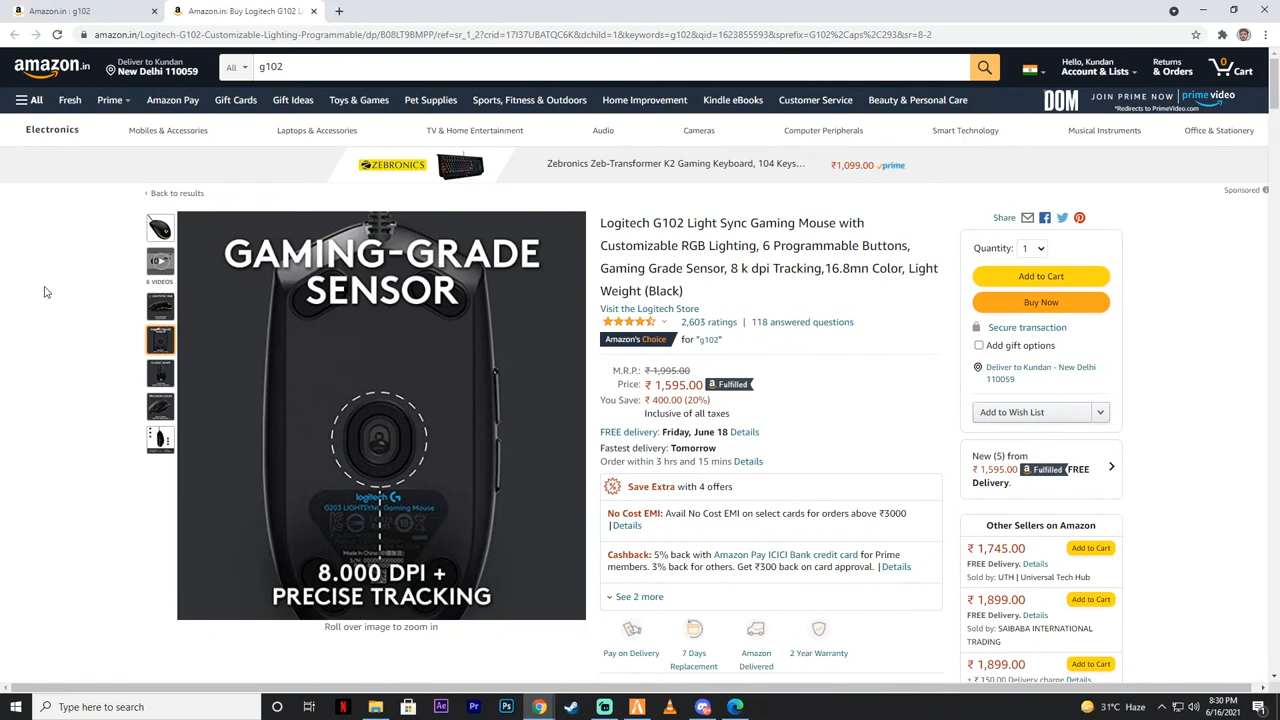 Amazon.in : g102
Amazon.in: Buy L
amazon.in/Logitech-G102-Customizable-Lighting-Programmable/dp/B08LT9BMPP/ref=sr_1_2?crid=17I37UBATQC6K&dchild=1&keywords=g102&qid=1623855593&sprefix=G102%2Caps%2C293&sr=8-2
amazon.in
Deliver to Kundan
New Delhi 110059
All
g102
Hello, Kundan
Account & Lists
Returns
& Orders
0
Cart
All
Fresh
Prime
Amazon Pay
Gift Cards
Gift Ideas
Toys & Games
Pet Supplies
Sports, Fitness & Outdoors
Home Improvement
Kindle eBooks
Customer Service
Beauty & Personal Care
DOM
JOIN PRIME NOW
*Redirects to PrimeVideo.com
prime video
Electronics
Mobiles & Accessories
Laptops & Accessories
TV & Home Entertainment
Audio
Cameras
Computer Peripherals
Smart Technology
Musical Instruments
Office & Stationery
ZEBRONICS
Zebronics Zeb-Transformer K2 Gaming Keyboard, 104 Keys...
₹1,099.00 prime
Sponsored
‹ Back to results
6 VIDEOS
GAMING-GRADE
SENSOR
logitech G
G203 LIGHTSYNC Gaming Mouse
Made in China
8.000 DPI +
PRECISE TRACKING
Roll over image to zoom in
Logitech G102 Light Sync Gaming Mouse with
Customizable RGB Lighting, 6 Programmable Buttons,
Gaming Grade Sensor, 8 k dpi Tracking,16.8mn Color, Light
Weight (Black)
Visit the Logitech Store
2,603 ratings | 118 answered questions
Amazon's Choice for "g102"
M.R.P.: ₹ 1,995.00
Price: ₹ 1,595.00 a Fulfilled
You Save: ₹ 400.00 (20%)
Inclusive of all taxes
FREE delivery: Friday, June 18 Details
Fastest delivery: Tomorrow
Order within 3 hrs and 15 mins Details
Save Extra with 4 offers
No Cost EMI: Avail No Cost EMI on select cards for orders above ₹3000
|Details
Cashback: 5% back with Amazon Pay ICICI Bank credit card for Prime
members. 3% back for others. Get ₹300 back on card approval. |Details
See 2 more
Pay on Delivery
7 Days
Replacement
Amazon
Delivered
2 Year Warranty
Share
Quantity: 1
Add to Cart
Buy Now
Secure transaction
Add gift options
Deliver to Kundan - New Delhi
110059
Add to Wish List
New (5) from
₹ 1,595.00 a Fulfilled FREE
Delivery.
Other Sellers on Amazon
₹ 1,745.00
Add to Cart
FREE Delivery. Details
Sold by: UTH | Universal Tech Hub
₹ 1,899.00
Add to Cart
FREE Delivery. Details
Sold by: SAIBABA INTERNATIONAL
TRADING
₹ 1,899.00
Add to Cart
+ ₹ 150.00 Delivery charge Details
Type here to search
31°C Haze
8:30 PM
6/16/2021